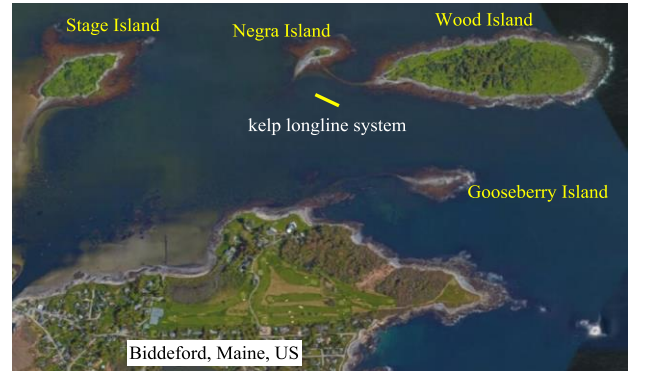 Stage Island
Negra Island
Wood Island
kelp longline system
Gooseberry Island
Biddeford, Maine, US